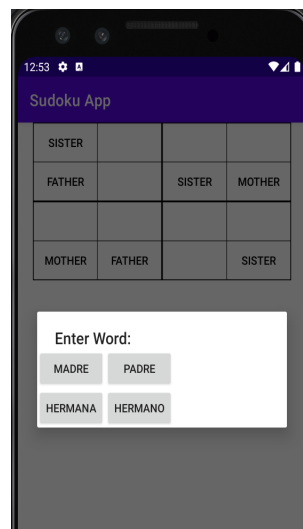 12:53
Sudoku App
SISTER
FATHER SISTER MOTHER
MOTHER FATHER SISTER
Enter Word:
MADRE PADRE
HERMANA HERMANO